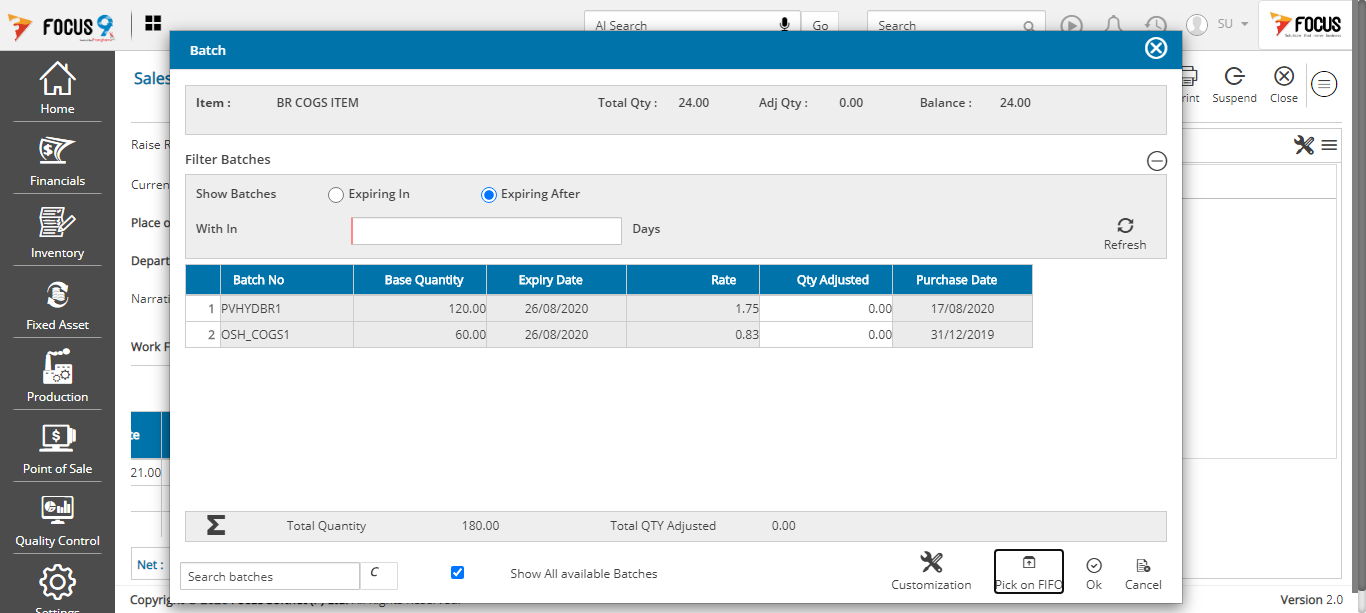 FOCUS 9
AI Search
Go
Search
SU
FOCUS
Batch
Home
Financials
Inventory
Fixed Asset
Production
Point of Sale
Quality Control
Settings
Sales
rint
Suspend
Close
Raise R
Curren
Place o
Depart
Narrati
Work F
te
21.00
Net :
Item : BR COGS ITEM Total Qty : 24.00 Adj Qty : 0.00 Balance : 24.00
Filter Batches
Show Batches Expiring In Expiring After
With In Days
Refresh
Batch No Base Quantity Expiry Date Rate Qty Adjusted Purchase Date
1 PVHYDBR1 120.00 26/08/2020 1.75 0.00 17/08/2020
2 OSH_COGS1 60.00 26/08/2020 0.83 0.00 31/12/2019
Σ Total Quantity 180.00 Total QTY Adjusted 0.00
Search batches C Show All available Batches
Customization Pick on FIFO Ok Cancel
Version 2.0